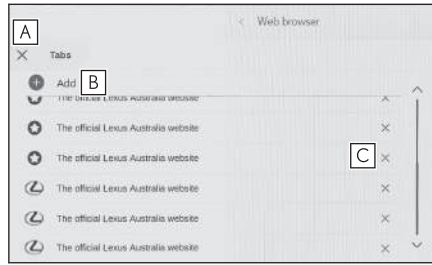 Web browser
A
Tabs
Add B
The official Lexus Australia website
The official Lexus Australia website
The official Lexus Australia website
C
The official Lexus Australia website
The official Lexus Australia website
The official Lexus Australia website